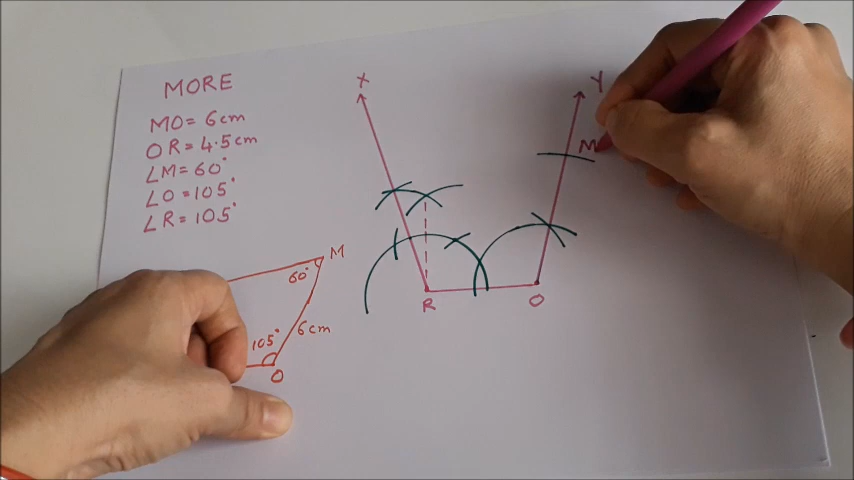 MORE
MO = 6cm
OR = 4.5cm
∠M = 60°
∠O = 105°
∠R = 105°
X
Y
M
R
O
M
60°
105°
6cm
O